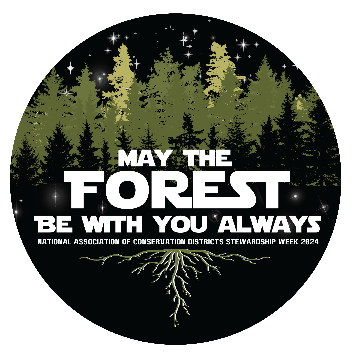 MAY THE
FOREST
BE WITH YOU ALWAYS
NATIONAL ASSOCIATION OF CONSERVATION DISTRICTS STEWARDSHIP WEEK 2024